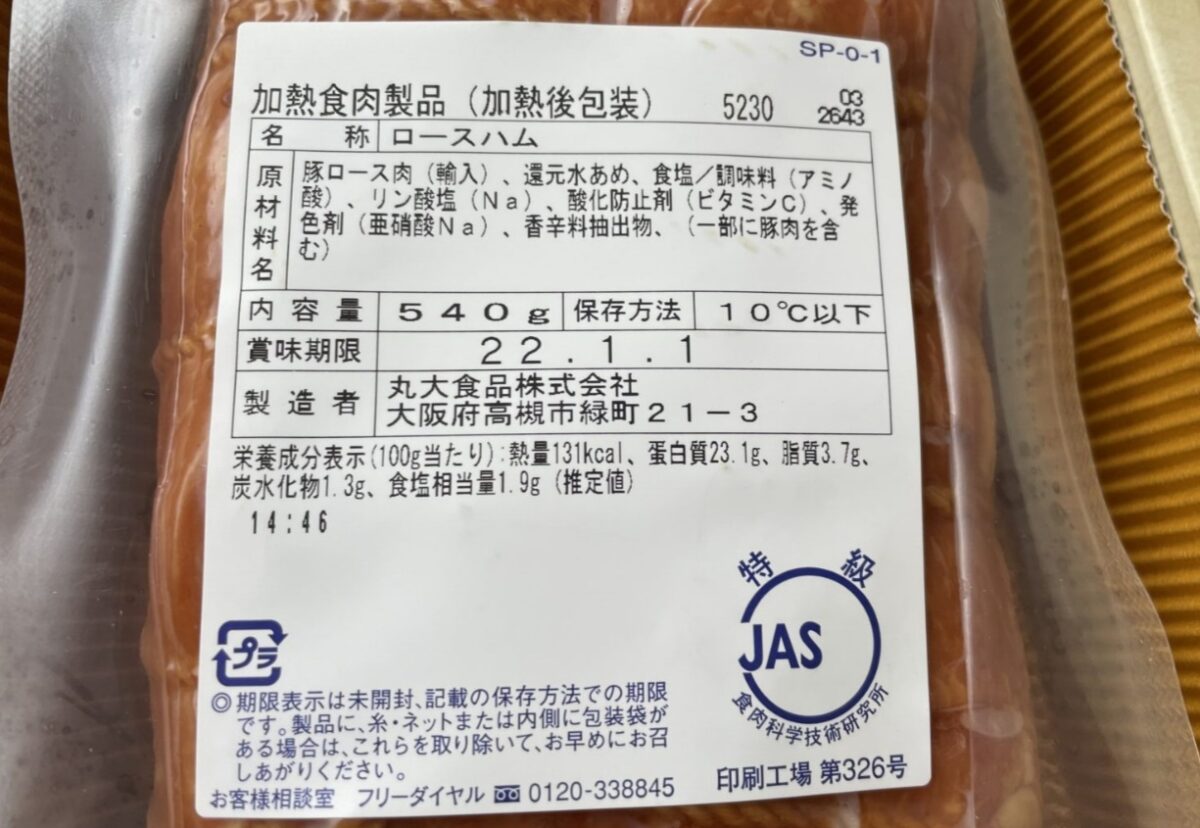 SP-0-1
加熱食肉製品（加熱後包装） 5230 03 2643
名称 ロースハム
原材料名 豚ロース肉（輸入）、還元水あめ、食塩／調味料（アミノ
酸）、リン酸塩（Ｎａ）、酸化防止剤（ビタミンＣ）、発
色剤（亜硝酸Ｎａ）、香辛料抽出物、（一部に豚肉を含
む）
内容量 ５４０ｇ 保存方法 １０℃以下
賞味期限 22.1.1
製造者 丸大食品株式会社
大阪府高槻市緑町２１－３
栄養成分表示(100g当たり):熱量131kcal、蛋白質23.1g、脂質3.7g、
炭水化物1.3g、食塩相当量1.9g（推定値）
14:46
特級
JAS
食肉科学技術研究所
プラ
◎期限表示は未開封、記載の保存方法での期限
です。製品に、糸・ネットまたは内側に包装袋が
ある場合は、これらを取り除いて、お早めにお召
しあがりください。
お客様相談室 フリーダイヤル 0120-338845
印刷工場 第326号